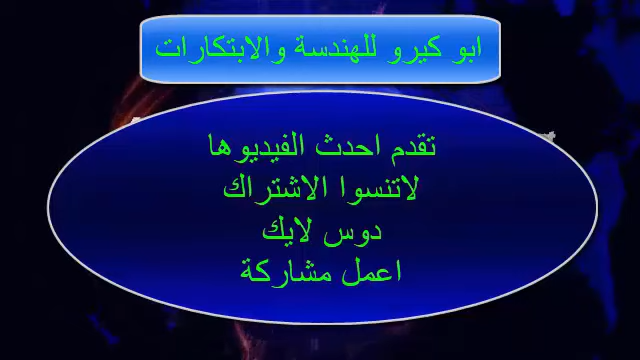 ابو كيرو للهندسة والابتكارات
تقدم احدث الفيديوها
لاتنسوا الاشتراك
دوس لايك
اعمل مشاركة